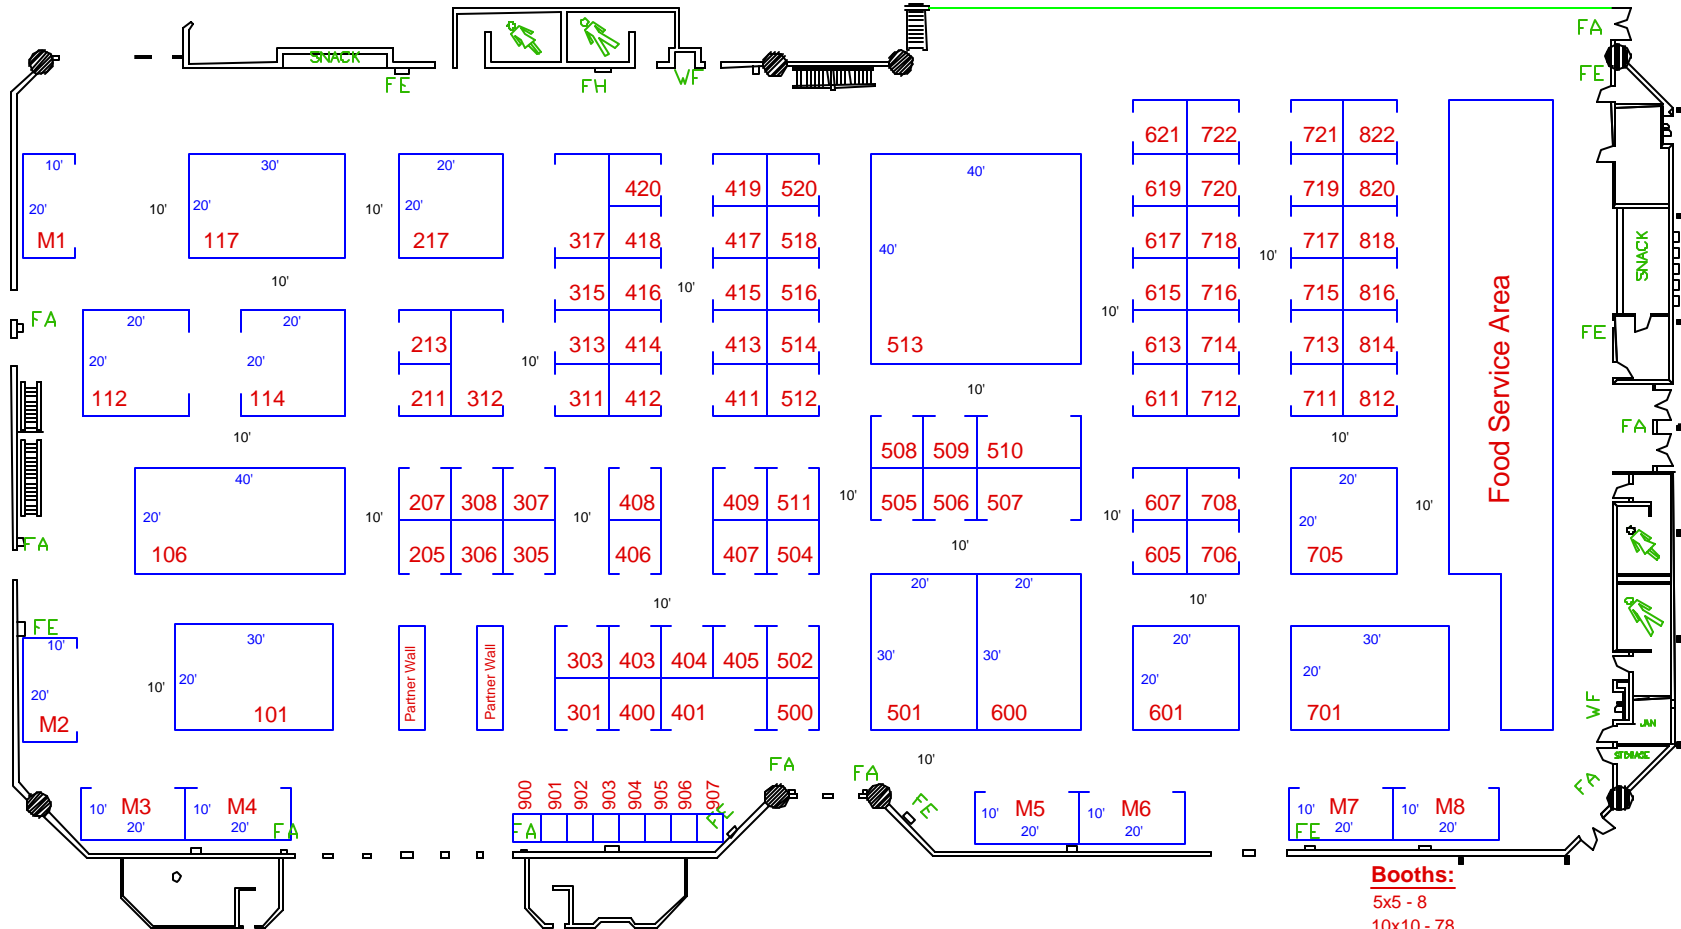 FA
SNACK
FE
FH
WF
FE
621 722 721 822
10' 30' 20' 40'
420 419 520 619 720 719 820
20' 10' 20' 10' 20'
M1 117 217 317 418 417 518 40' 617 718 10' 717 818
SNACK
10' 315 416 10' 415 516 615 716 715 816
Food Service Area
10'
FA 20' 20' FE
213 313 414 413 514 513 613 714 713 814
20' 20' 10'
112 114 211 312 311 412 411 512 10' 611 712 711 812
FA
10' 10'
508 509 510
40' 20'
207 308 307 408 409 511 10' 505 506 507 607 708 10'
20' 10' 10' 10' 20'
FA 106 205 306 305 406 407 504 10' 605 706 705
20' 20'
10' 10'
FE
10' 30' 20' 30'
303 403 404 405 502 30' 30'
Partner Wall
Partner Wall
20' 10' 20' 20' 20'
M2 101 301 400 401 500 501 600 601 701
WF
JAN
STORAGE
10'
FA FA FA
900
901
902
903
904
905
906
907
M3 M4 M5 M6 M7 M8
10' 10' 10' 10' 10' 10'
FE FE
20' 20' FA FA 20' 20' FE 20' 20'
Booths:
5x5 - 8
10x10 - 78